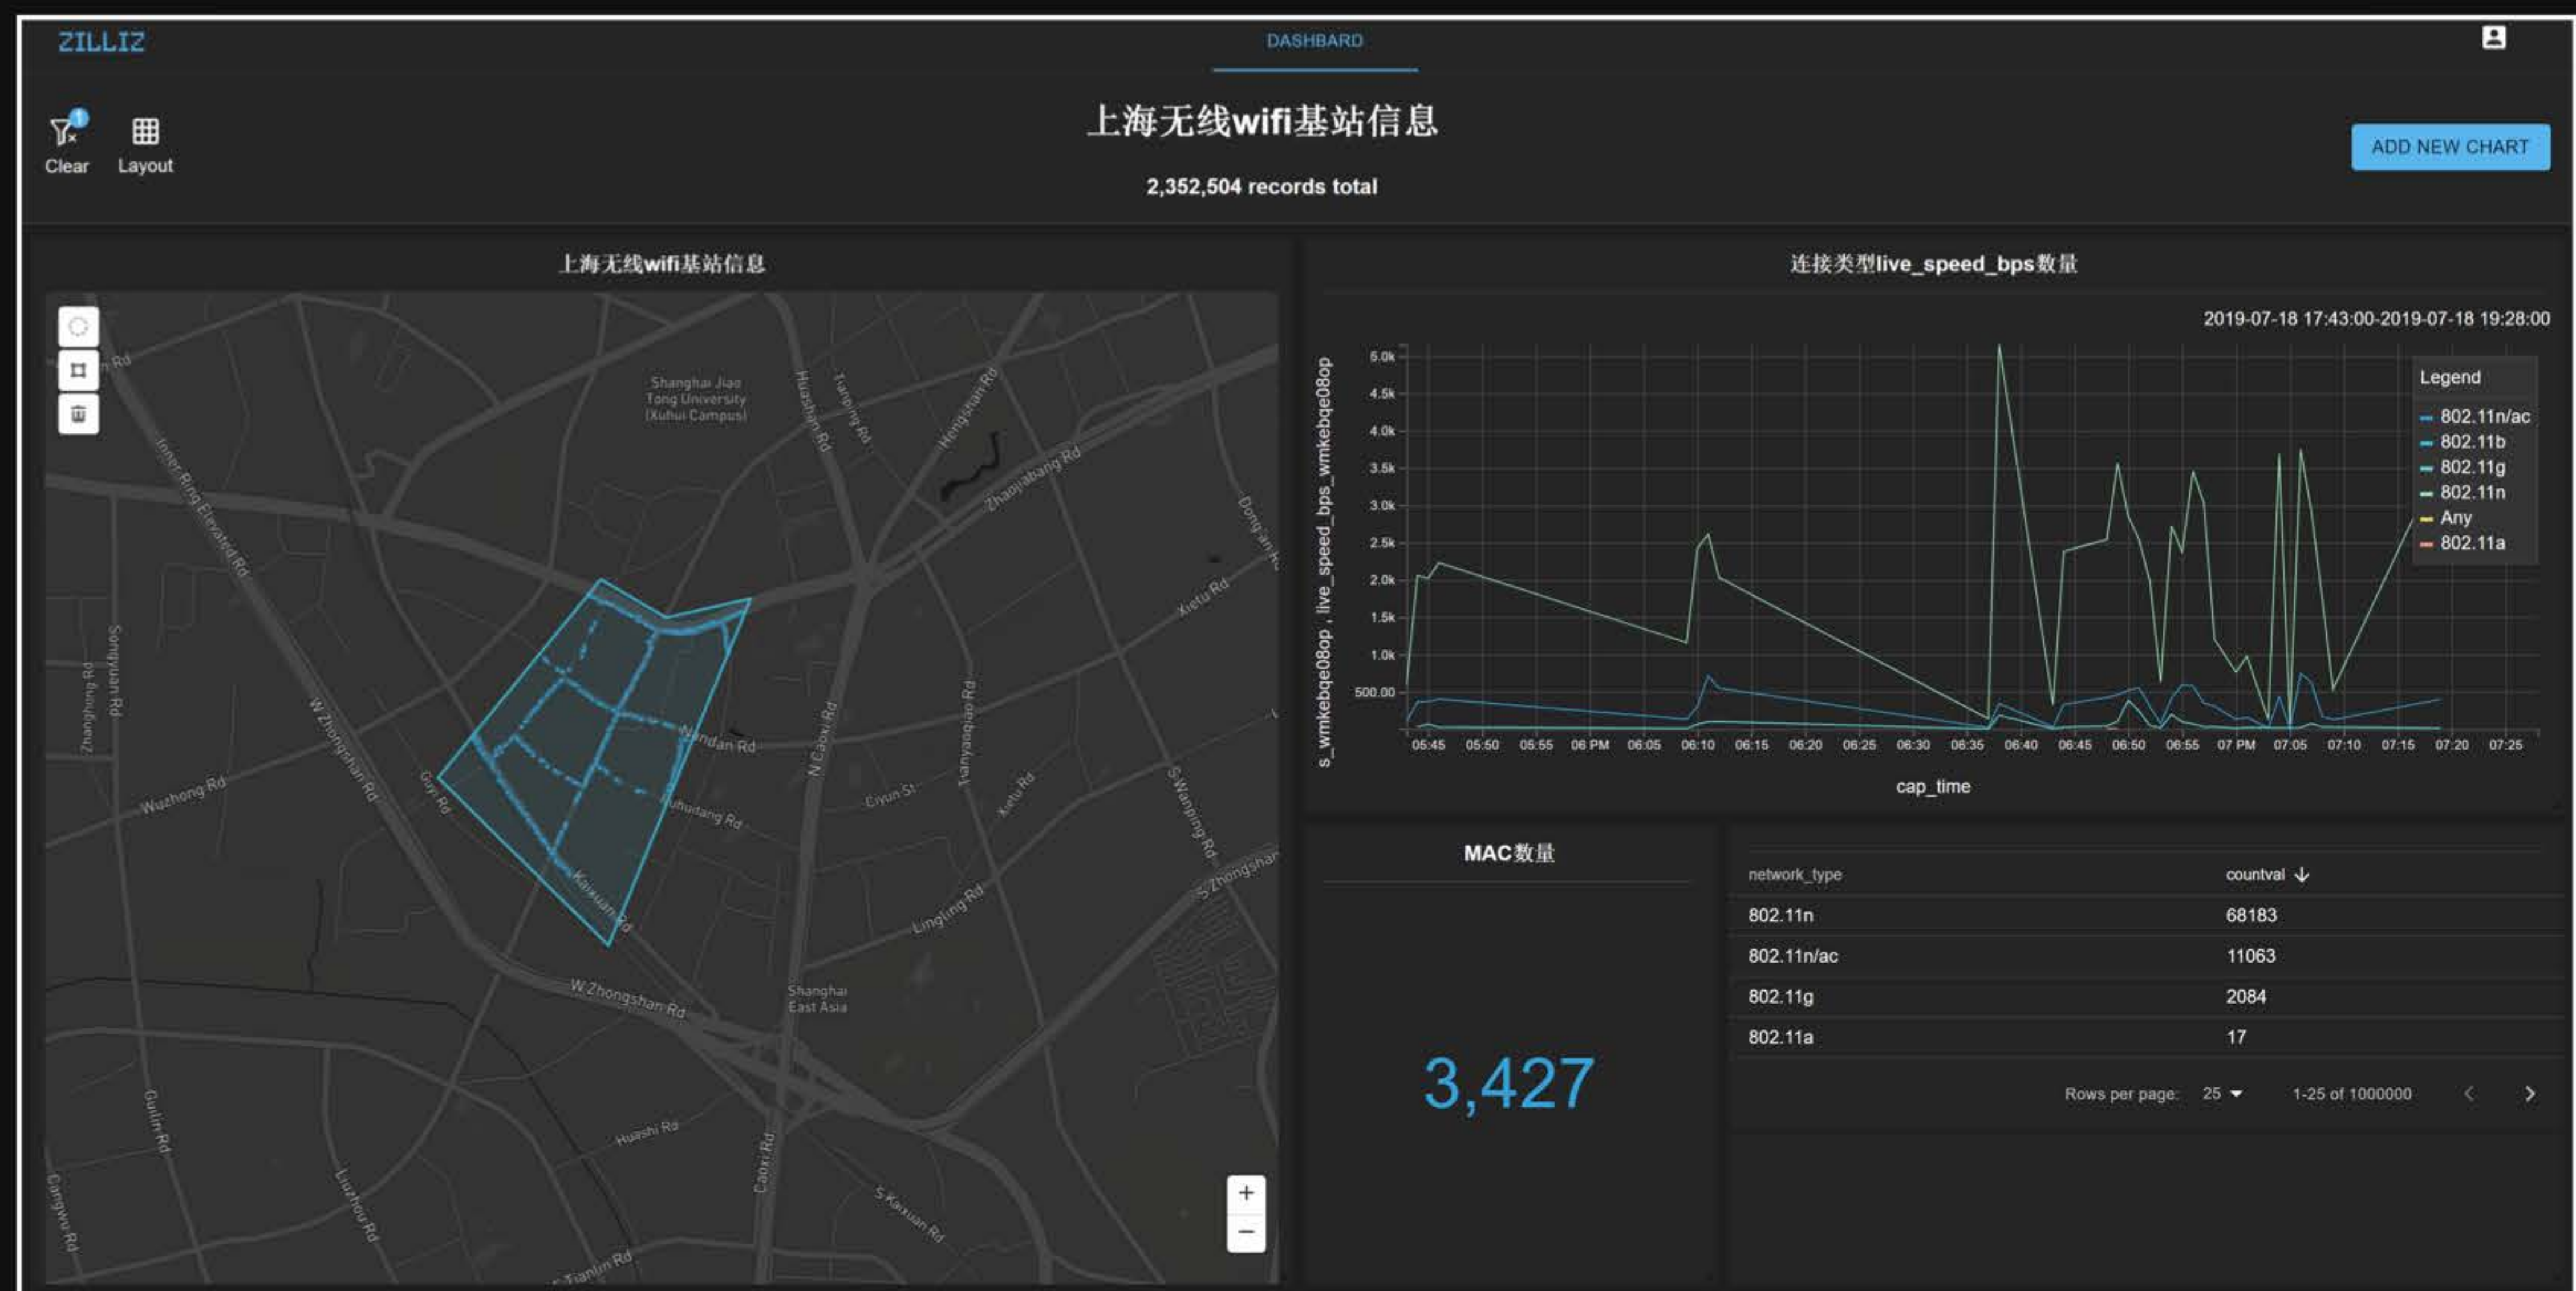 ZILLIZ
DASHBARD
1
Clear
Layout
上海无线wifi基站信息
2,352,504 records total
ADD NEW CHART
上海无线wifi基站信息
Shanghai Jiao
Tong University
(Xuhui Campus)
Huashan Rd
Tianping Rd
Hengshan Rd
Zhaojiabang Rd
Inner Ring Elevated Rd
Xietu Rd
Songyuan Rd
Zhanghong Rd
W Zhongshan Rd
Wuzhong Rd
Guyi Rd
Nandan Rd
N Caoxi Rd
Tianyaoqiao Rd
Ciyun St
Xietu Rd
S Wanping Rd
S Zhongshan
Kaixuan Rd
Lingling Rd
W Zhongshan Rd
Shanghai
East Asia
Guilin Rd
Huashi Rd
Caoxi Rd
Liuzhou Rd
Cangwu Rd
S Kaixuan Rd
Tianlin Rd
+
−
连接类型live_speed_bps数量
2019-07-18 17:43:00-2019-07-18 19:28:00
s_wmkebqe08op , live_speed_bps_wmkebqe08op
5.0k
4.5k
4.0k
3.5k
3.0k
2.5k
2.0k
1.5k
1.0k
500.00
Legend
802.11n/ac
802.11b
802.11g
802.11n
Any
802.11a
05:45 05:50 05:55 06 PM 06:05 06:10 06:15 06:20 06:25 06:30 06:35 06:40 06:45 06:50 06:55 07 PM 07:05 07:10 07:15 07:20 07:25
cap_time
MAC数量
3,427
network_type countval
802.11n 68183
802.11n/ac 11063
802.11g 2084
802.11a 17
Rows per page: 25 1-25 of 1000000